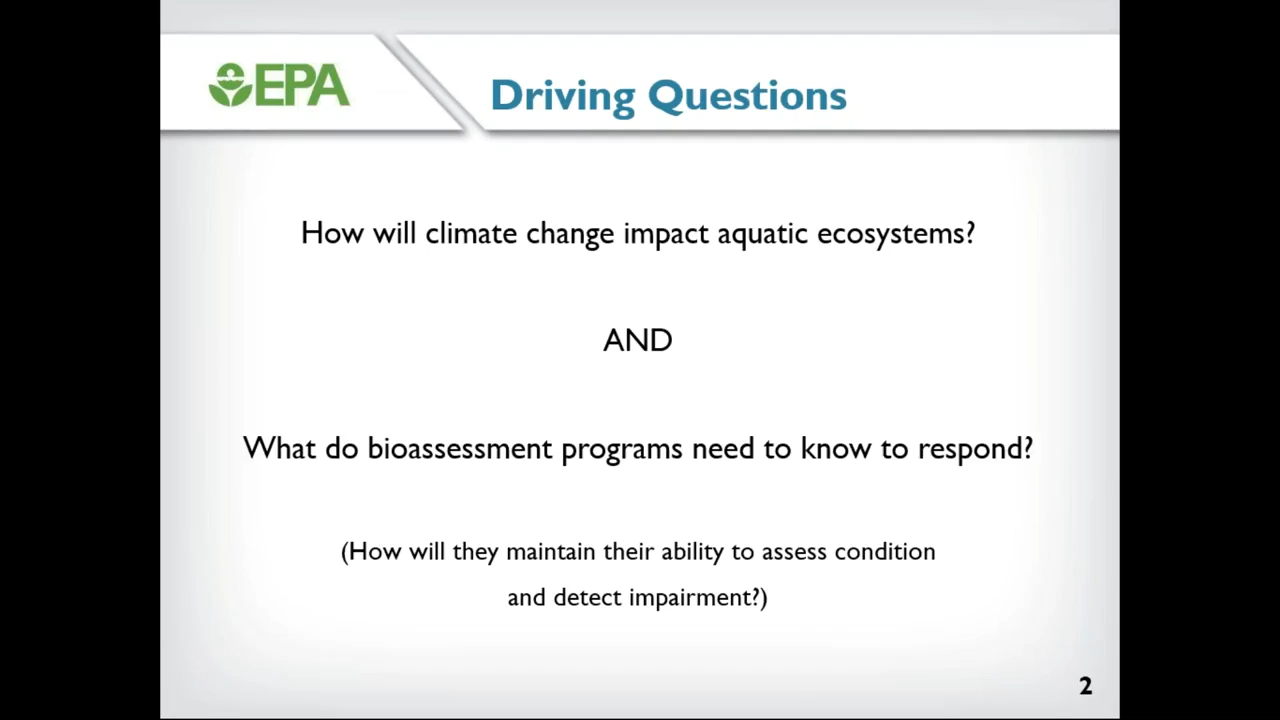 EPA
Driving Questions
How will climate change impact aquatic ecosystems?
AND
What do bioassessment programs need to know to respond?
(How will they maintain their ability to assess condition
and detect impairment?)
2